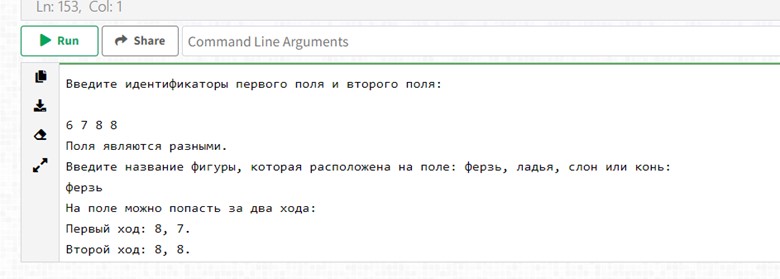 Ln: 153, Col: 1
Run Share Command Line Arguments
Введите идентификаторы первого поля и второго поля:
6 7 8 8
Поля являются разными.
Введите название фигуры, которая расположена на поле: ферзь, ладья, слон или конь:
ферзь
На поле можно попасть за два хода:
Первый ход: 8, 7.
Второй ход: 8, 8.